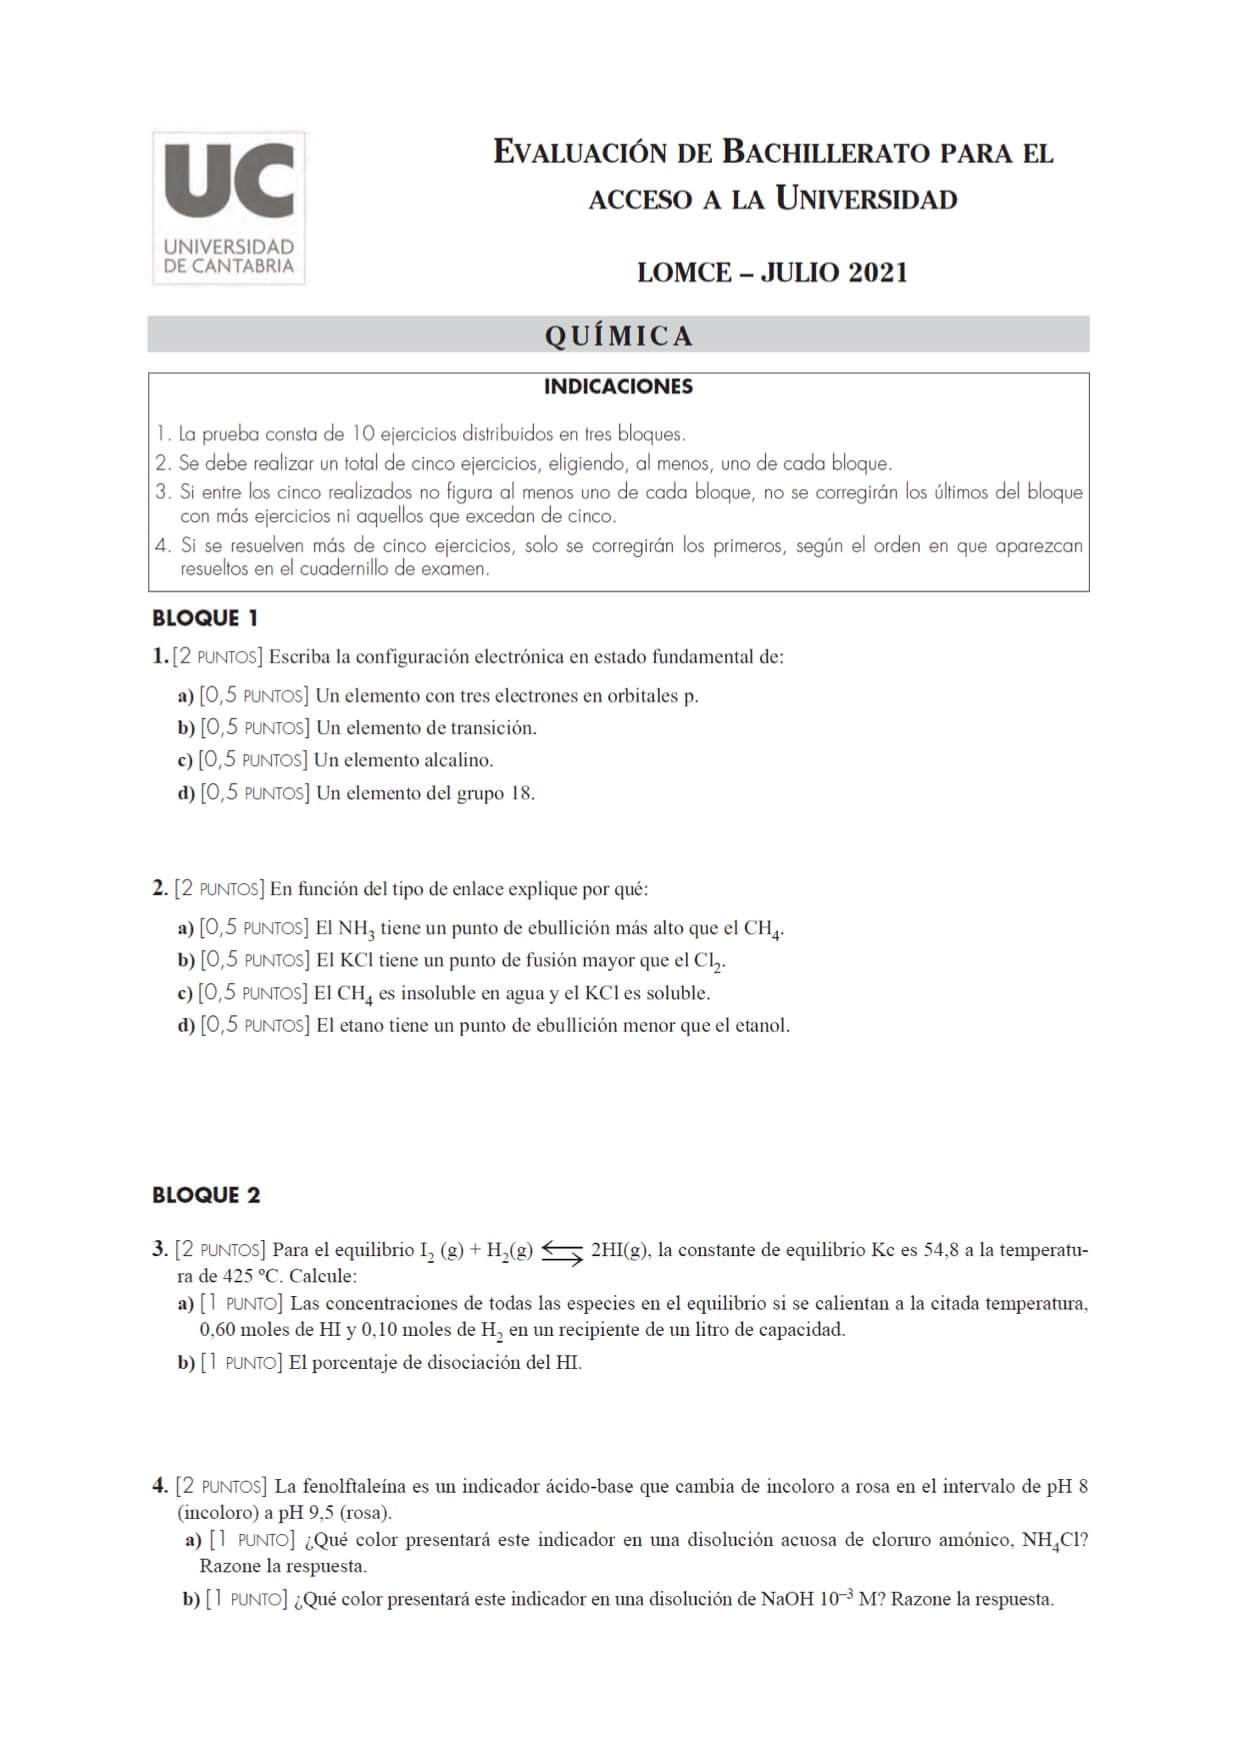 UC
UNIVERSIDAD
DE CANTABRIA
EVALUACIÓN DE BACHILLERATO PARA EL
ACCESO A LA UNIVERSIDAD
LOMCE – JULIO 2021
QUÍMICA
INDICACIONES
1. La prueba consta de 10 ejercicios distribuidos en tres bloques.
2. Se debe realizar un total de cinco ejercicios, eligiendo, al menos, uno de cada bloque.
3. Si entre los cinco realizados no figura al menos uno de cada bloque, no se corregirán los últimos del bloque
con más ejercicios ni aquellos que excedan de cinco.
4. Si se resuelven más de cinco ejercicios, solo se corregirán los primeros, según el orden en que aparezcan
resueltos en el cuadernillo de examen.
BLOQUE 1
1. [2 PUNTOS] Escriba la configuración electrónica en estado fundamental de:
a) [0,5 PUNTOS] Un elemento con tres electrones en orbitales p.
b) [0,5 PUNTOS] Un elemento de transición.
c) [0,5 PUNTOS] Un elemento alcalino.
d) [0,5 PUNTOS] Un elemento del grupo 18.
2. [2 PUNTOS] En función del tipo de enlace explique por qué:
a) [0,5 PUNTOS] El NH₃ tiene un punto de ebullición más alto que el CH₄.
b) [0,5 PUNTOS] El KCl tiene un punto de fusión mayor que el Cl₂.
c) [0,5 PUNTOS] El CH₄ es insoluble en agua y el KCl es soluble.
d) [0,5 PUNTOS] El etano tiene un punto de ebullición menor que el etanol.
BLOQUE 2
3. [2 PUNTOS] Para el equilibrio I₂ (g) + H₂(g) ⇆ 2HI(g), la constante de equilibrio Kc es 54,8 a la temperatu-
ra de 425 ºC. Calcule:
a) [1 PUNTO] Las concentraciones de todas las especies en el equilibrio si se calientan a la citada temperatura,
0,60 moles de HI y 0,10 moles de H₂ en un recipiente de un litro de capacidad.
b) [1 PUNTO] El porcentaje de disociación del HI.
4. [2 PUNTOS] La fenolftaleína es un indicador ácido-base que cambia de incoloro a rosa en el intervalo de pH 8
(incoloro) a pH 9,5 (rosa).
a) [1 PUNTO] ¿Qué color presentará este indicador en una disolución acuosa de cloruro amónico, NH₄Cl?
Razone la respuesta.
b) [1 PUNTO] ¿Qué color presentará este indicador en una disolución de NaOH 10⁻³ M? Razone la respuesta.